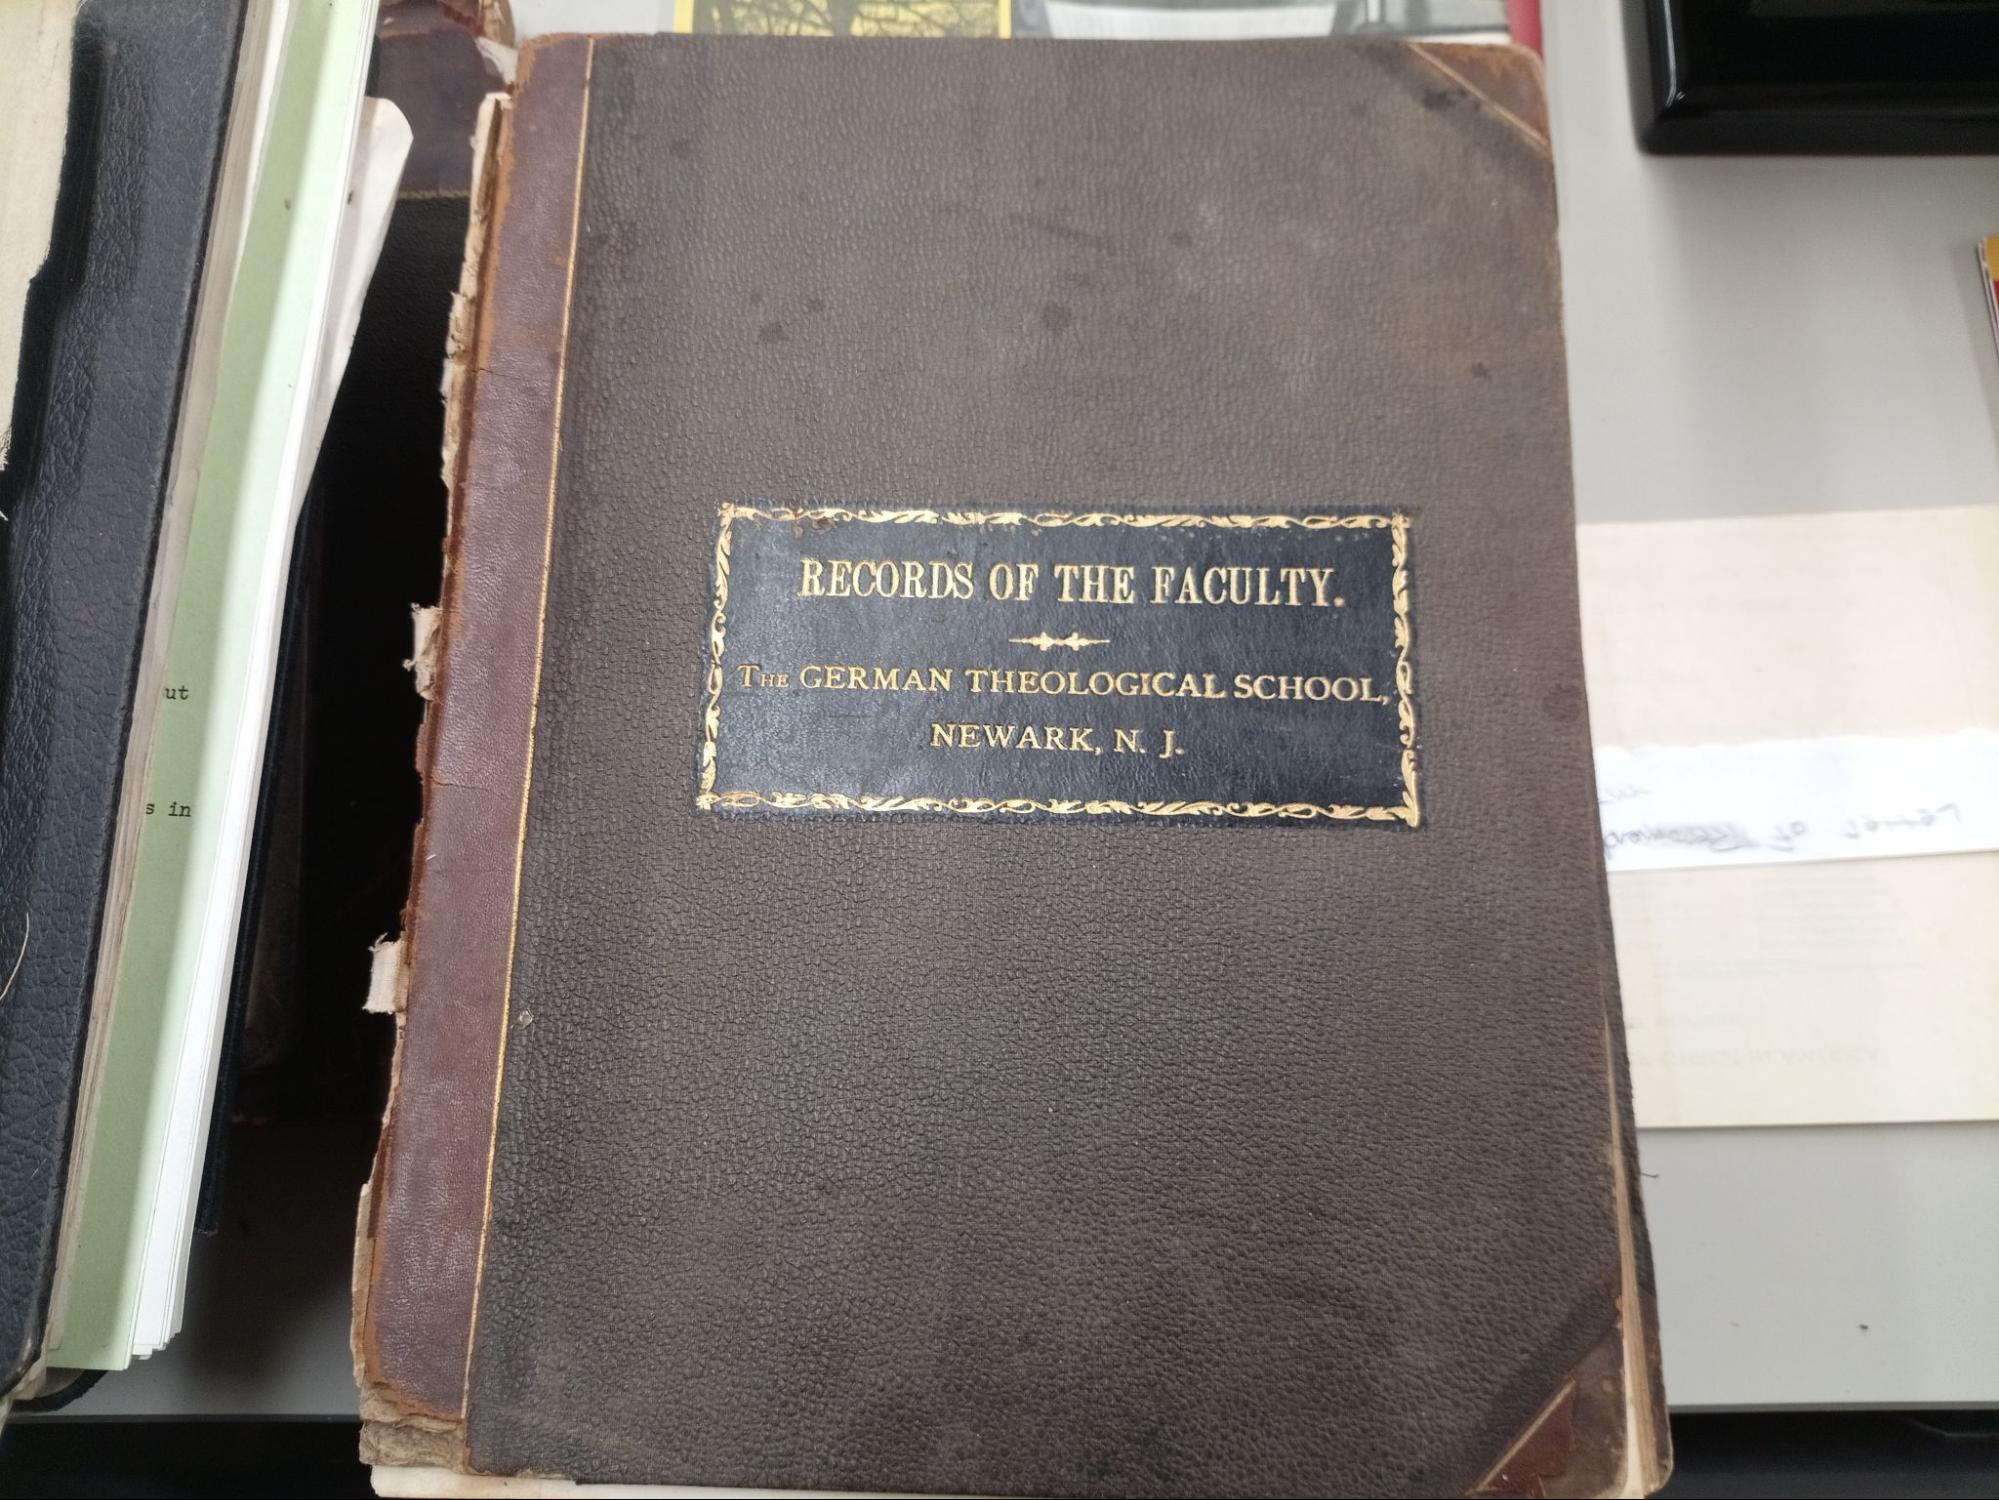 RECORDS OF THE FACULTY.
THE GERMAN THEOLOGICAL SCHOOL,
NEWARK, N. J.
ut
s in